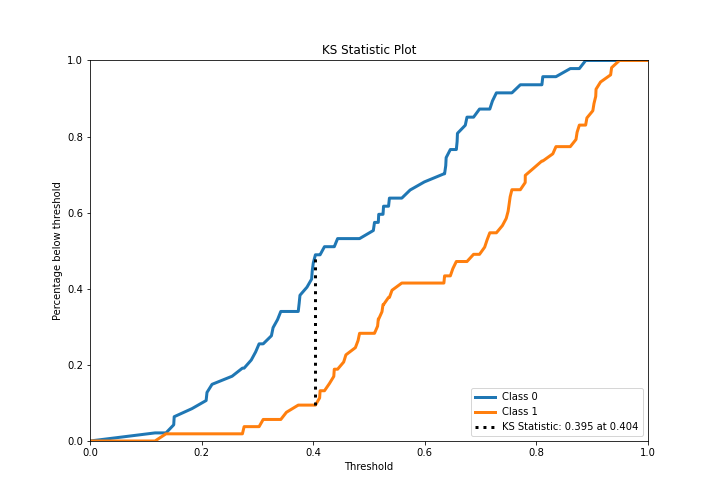 KS Statistic Plot
1.0
0.8
0.6
0.4
0.2
0.0
Percentage below threshold
Class 0
Class 1
KS Statistic: 0.395 at 0.404
0.0 0.2 0.4 0.6 0.8 1.0
Threshold